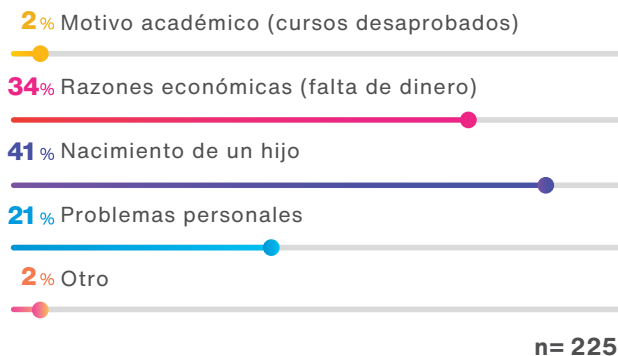 2% Motivo académico (cursos desaprobados)
34% Razones económicas (falta de dinero)
41% Nacimiento de un hijo
21% Problemas personales
2% Otro
n= 225